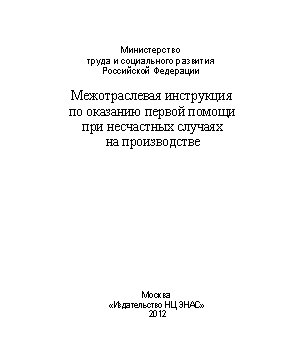 Министерство
труда и социального развития
Российской Федерации
Межотраслевая инструкция
по оказанию первой помощи
при несчастных случаях
на производстве
Москва
«Издательство НЦ ЭНАС»
2012